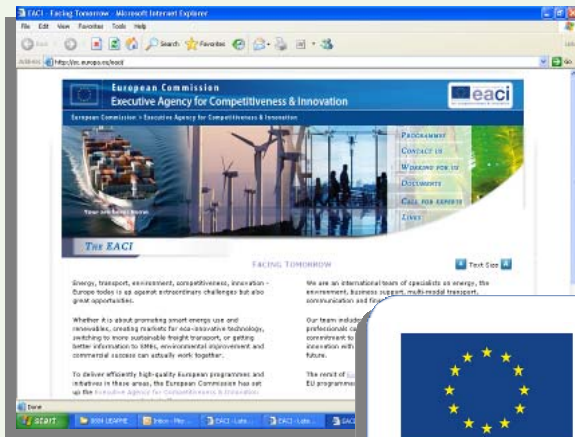 EACI - Facing Tomorrow - Microsoft Internet Explorer
File Edit View Favorites Tools Help
Search Favorites
http://ec.europa.eu/eaci/ Go
European Commission
Executive Agency for Competitiveness & Innovation
eaci
European Commission > Executive Agency for Competitiveness & Innovation
PROGRAMMES
CONTACT US
WORKING FOR US
DOCUMENTS
CALL FOR EXPERTS
LINKS
You are here: Home
THE EACI
FACING TOMORROW
Text Size
Energy, transport, environment, competitiveness, innovation -
Europe today is up against extraordinary challenges but also
great opportunities.
Whether it is about promoting smart energy use and
renewables, creating markets for eco-innovative technology,
switching to more sustainable freight transport, or getting
better information to SMEs, environmental improvement and
commercial success can actually work together.
To deliver efficiently high-quality European programmes and
initiatives in these areas, the European Commission has set
up the Executive Agency for Competitiveness &
We are an international team of specialists on energy, the
environment, business support, multi-modal transport,
communication and
Our team
professionals
commitment to
innovation with
future.
The remit of
EU programmes
Done
start